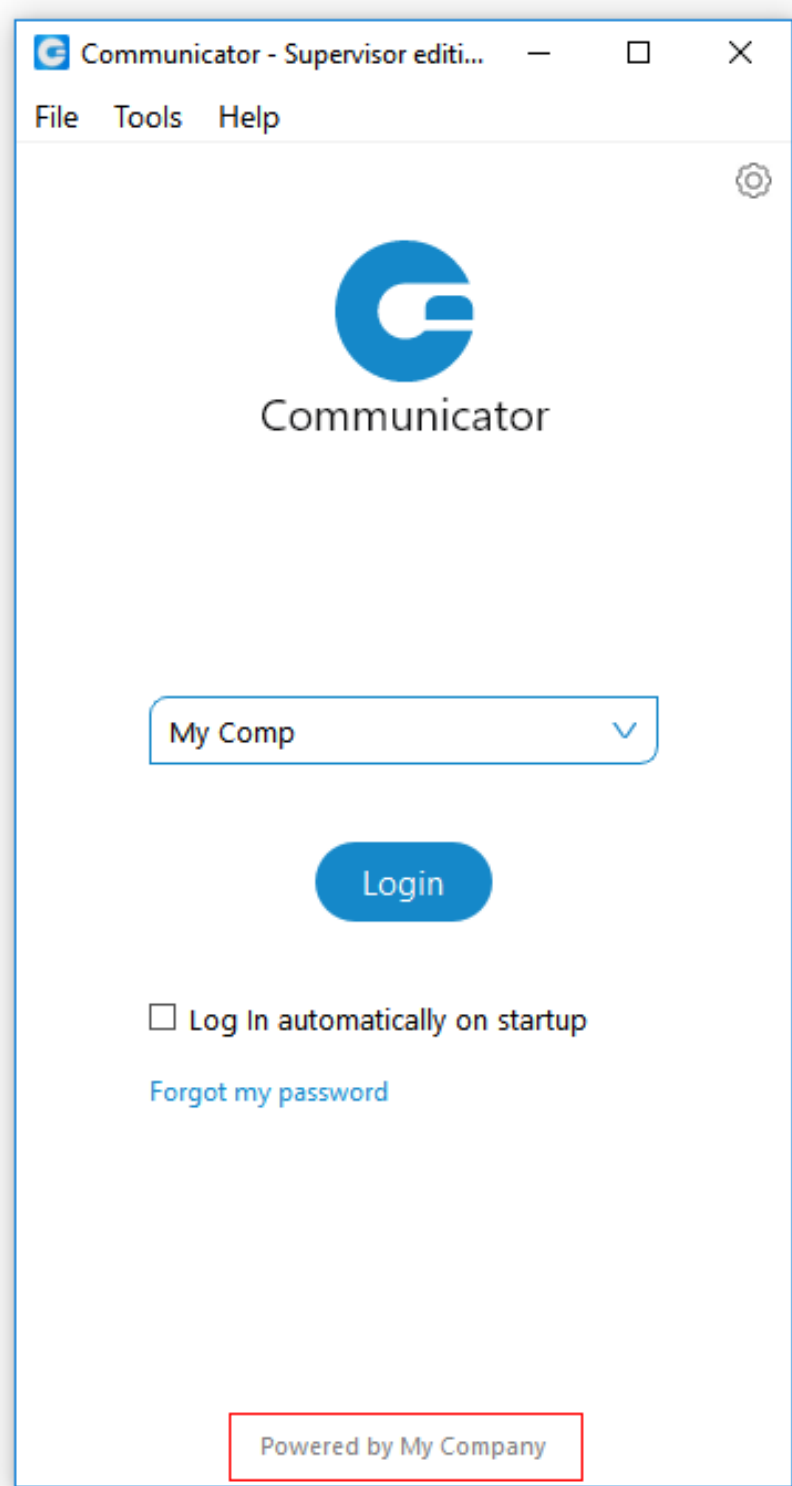 Communicator - Supervisor editi...
File Tools Help
Communicator
My Comp
Login
Log In automatically on startup
Forgot my password
Powered by My Company